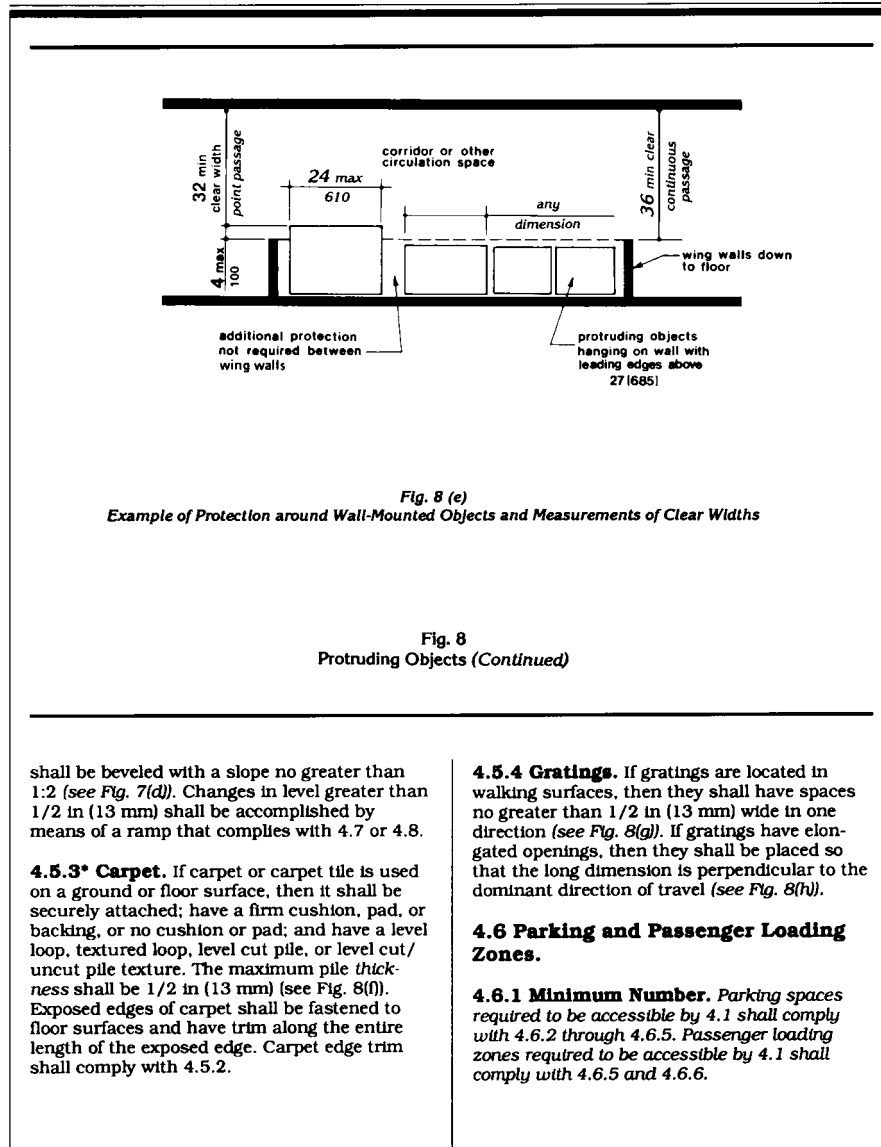 32 min
clear width
point passage
24 max
610
corridor or other
circulation space
any
dimension
36 min clear
continuous
passage
4 max
100
wing walls down
to floor
additional protection
not required between
wing walls
protruding objects
hanging on wall with
leading edges above
27 [685]
Fig. 8 (e)
Example of Protection around Wall-Mounted Objects and Measurements of Clear Widths
Fig. 8
Protruding Objects (Continued)
shall be beveled with a slope no greater than
1:2 (see Fig. 7(d)). Changes in level greater than
1/2 in (13 mm) shall be accomplished by
means of a ramp that complies with 4.7 or 4.8.
4.5.3* Carpet. If carpet or carpet tile is used
on a ground or floor surface, then it shall be
securely attached; have a firm cushion, pad, or
backing, or no cushion or pad; and have a level
loop, textured loop, level cut pile, or level cut/
uncut pile texture. The maximum pile thick-
ness shall be 1/2 in (13 mm) (see Fig. 8(f)).
Exposed edges of carpet shall be fastened to
floor surfaces and have trim along the entire
length of the exposed edge. Carpet edge trim
shall comply with 4.5.2.
4.5.4 Gratings. If gratings are located in
walking surfaces, then they shall have spaces
no greater than 1/2 in (13 mm) wide in one
direction (see Fig. 8(g)). If gratings have elon-
gated openings, then they shall be placed so
that the long dimension is perpendicular to the
dominant direction of travel (see Fig. 8(h)).
4.6 Parking and Passenger Loading
Zones.
4.6.1 Minimum Number. Parking spaces
required to be accessible by 4.1 shall comply
with 4.6.2 through 4.6.5. Passenger loading
zones required to be accessible by 4.1 shall
comply with 4.6.5 and 4.6.6.